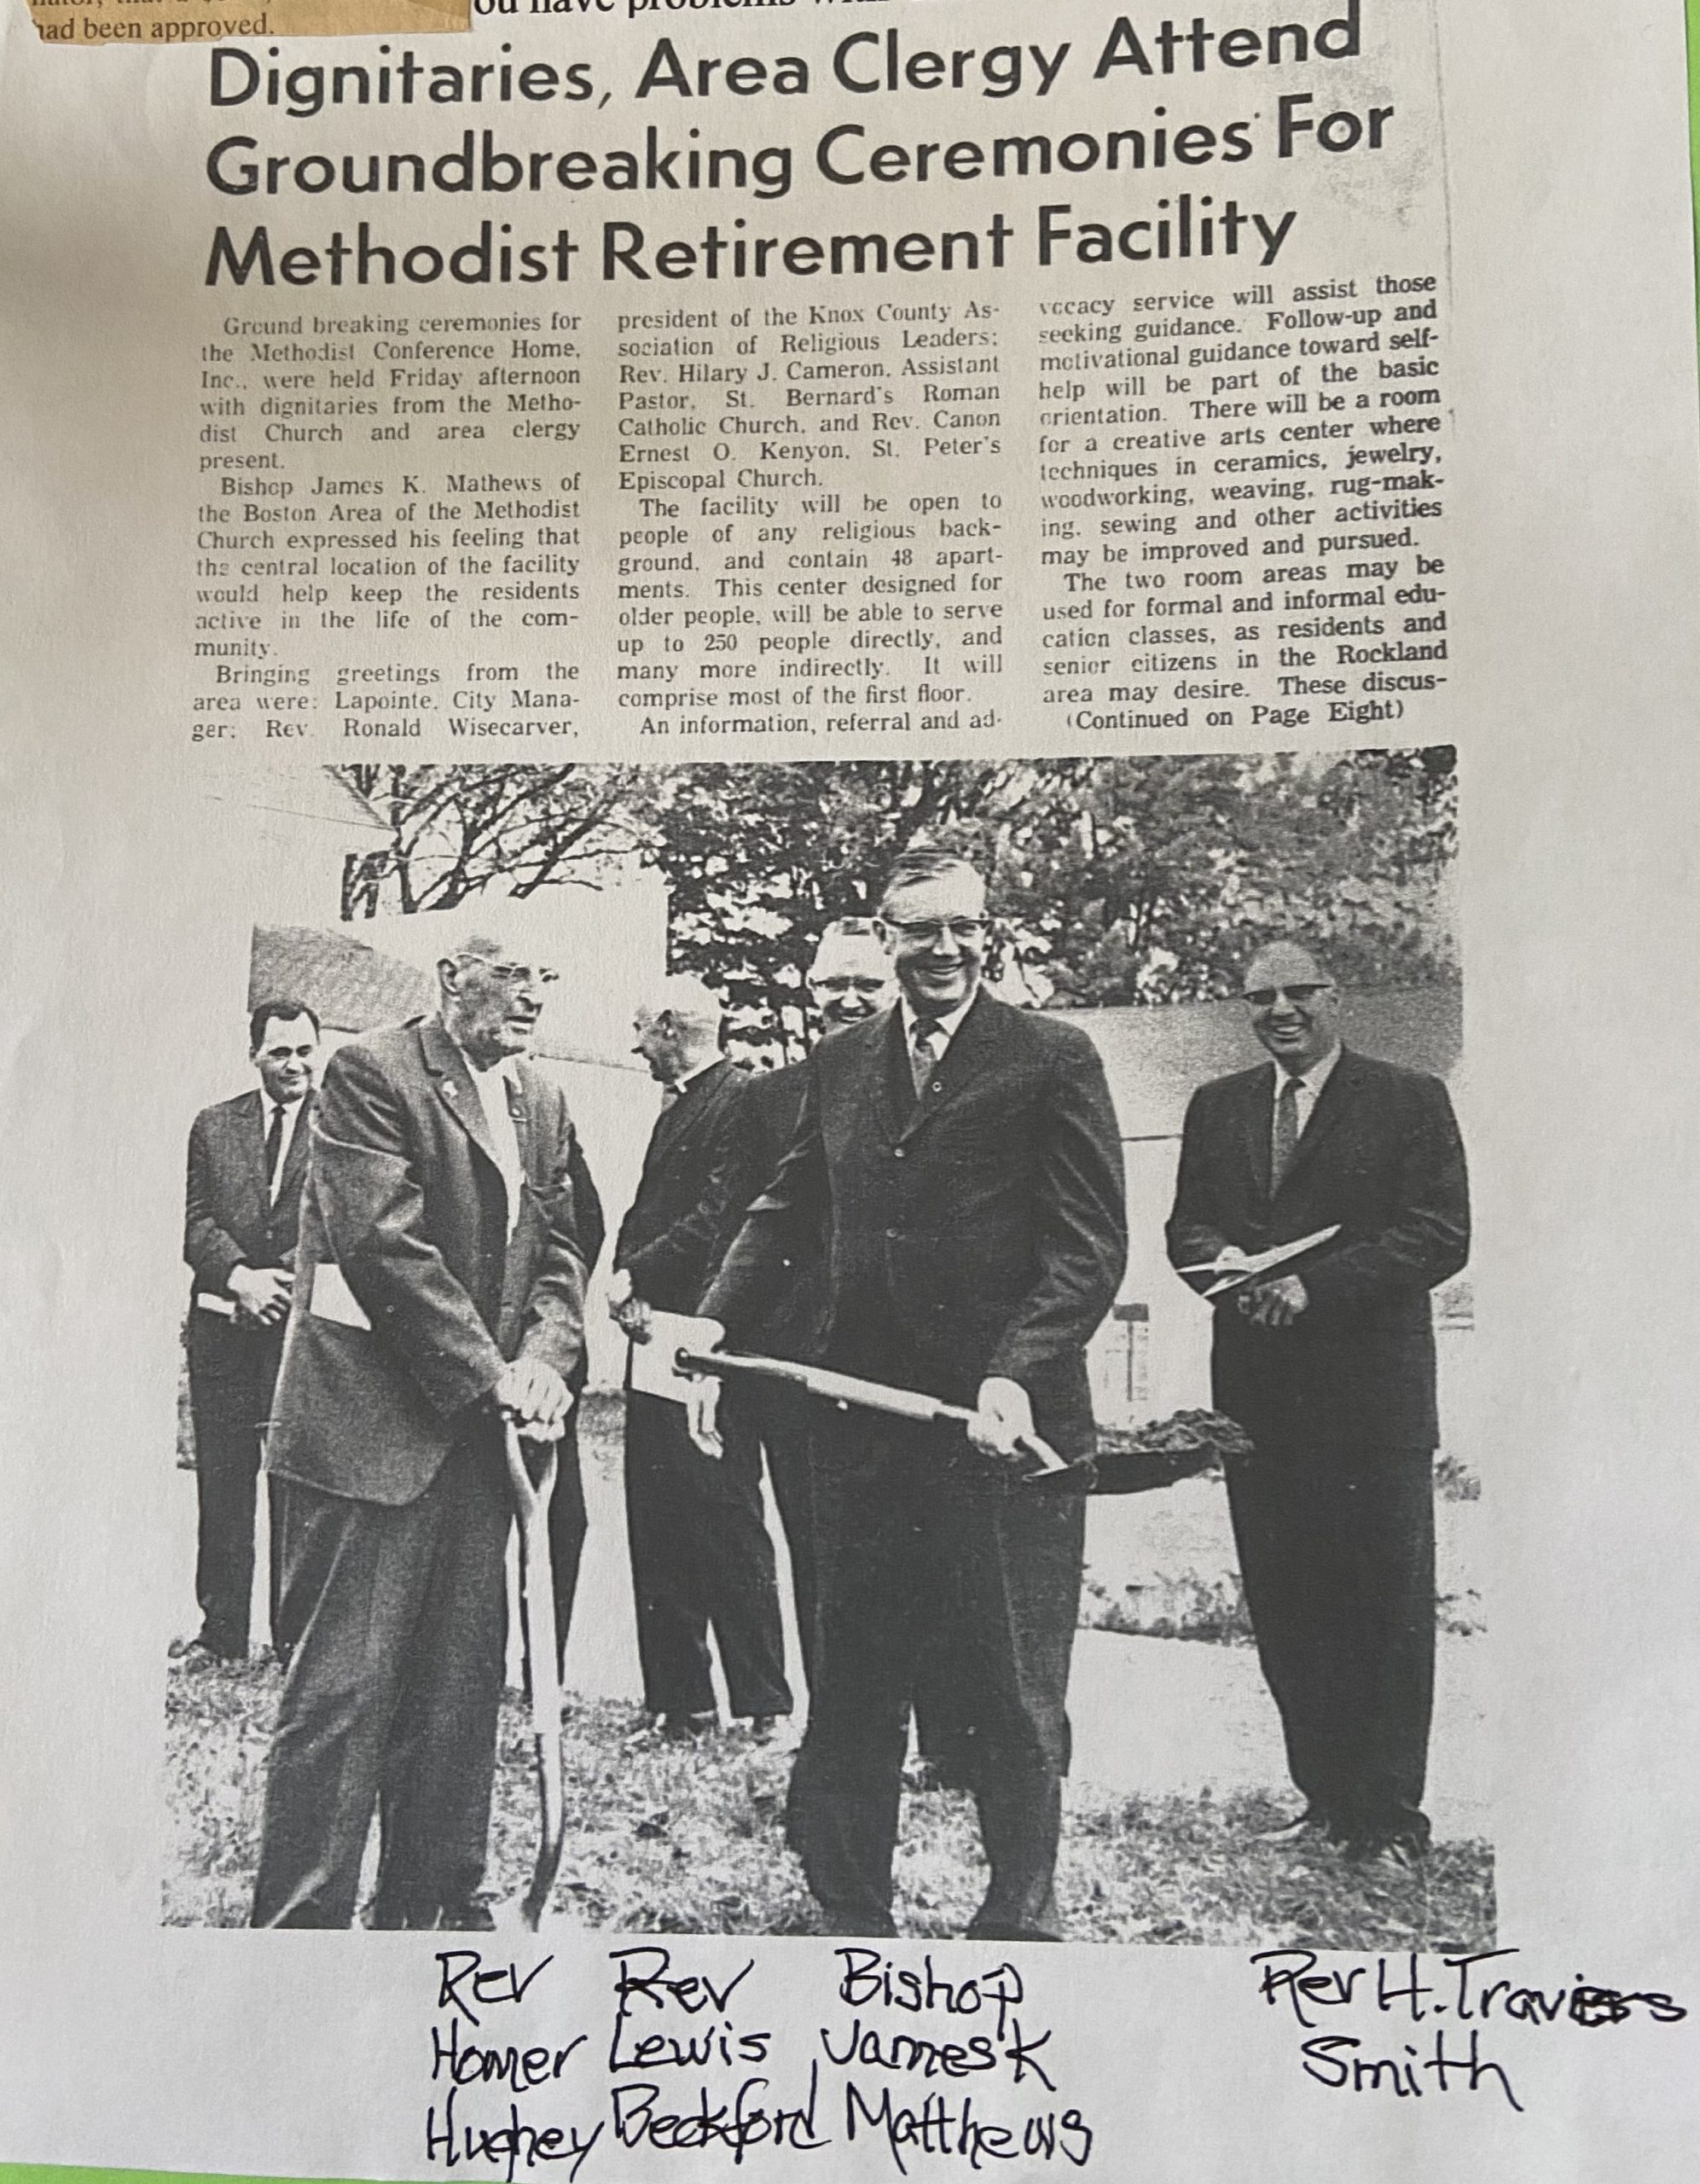 had been approved.
ou have problems
Dignitaries, Area Clergy Attend
Groundbreaking Ceremonies For
Methodist Retirement Facility
Ground breaking ceremonies for
the Methodist Conference Home,
Inc., were held Friday afternoon
with dignitaries from the Metho-
dist Church and area clergy
present.
Bishop James K. Mathews of
the Boston Area of the Methodist
Church expressed his feeling that
the central location of the facility
would help keep the residents
active in the life of the com-
munity.
Bringing greetings from the
area were: Lapointe, City Mana-
ger; Rev. Ronald Wisecarver,
president of the Knox County As-
sociation of Religious Leaders;
Rev. Hilary J. Cameron, Assistant
Pastor, St. Bernard's Roman
Catholic Church, and Rev. Canon
Ernest O. Kenyon, St. Peter's
Episcopal Church.
The facility will be open to
people of any religious back-
ground, and contain 48 apart-
ments. This center designed for
older people, will be able to serve
up to 250 people directly, and
many more indirectly. It will
comprise most of the first floor.
An information, referral and ad-
vocacy service will assist those
seeking guidance. Follow-up and
motivational guidance toward self-
help will be part of the basic
orientation. There will be a room
for a creative arts center where
techniques in ceramics, jewelry,
woodworking, weaving, rug-mak-
ing, sewing and other activities
may be improved and pursued.
The two room areas may be
used for formal and informal edu-
cation classes, as residents and
senior citizens in the Rockland
area may desire. These discus-
(Continued on Page Eight)
Rev Rev Bishop Rev H. Traviss
Homer Lewis James K Smith
Hughey Beckford Matthews